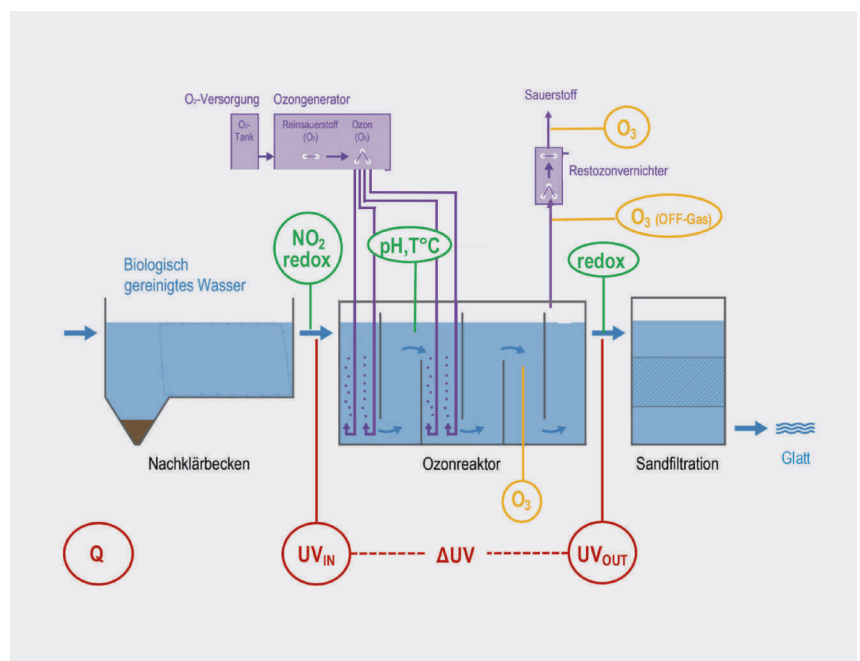 O₂-Versorgung
Ozongenerator
O₂-
Tank
Reinsauerstoff
(O₂)
Ozon
(O₃)
Sauerstoff
O₃
Restozonvernichter
O₃ (OFF-Gas)
NO₂
redox
pH,T°C
redox
Biologisch
gereinigtes Wasser
Nachklärbecken
Ozonreaktor
Sandfiltration
Glatt
O₃
Q
UV_IN
ΔUV
UV_OUT